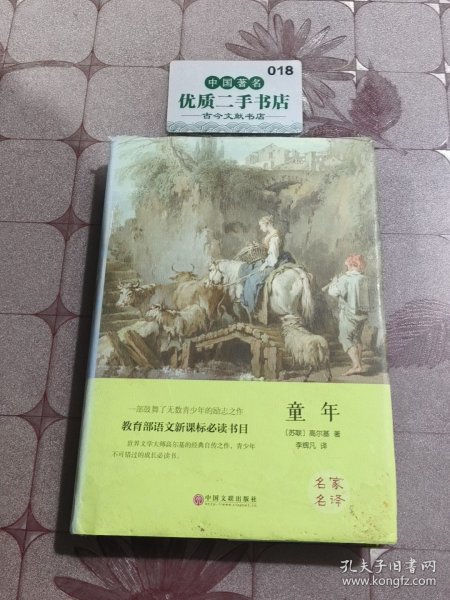 018
中国著名
优质二手书店
古今文献书店
一部鼓舞了无数青少年的励志之作
教育部语文新课标必读书目
世界文学大师高尔基的经典自传之作，青少年
不可错过的成长必读书。
童年
[苏联] 高尔基 著
李辉凡 译
名家
名译
中国文联出版社
孔夫子旧书网
www.kongfz.com